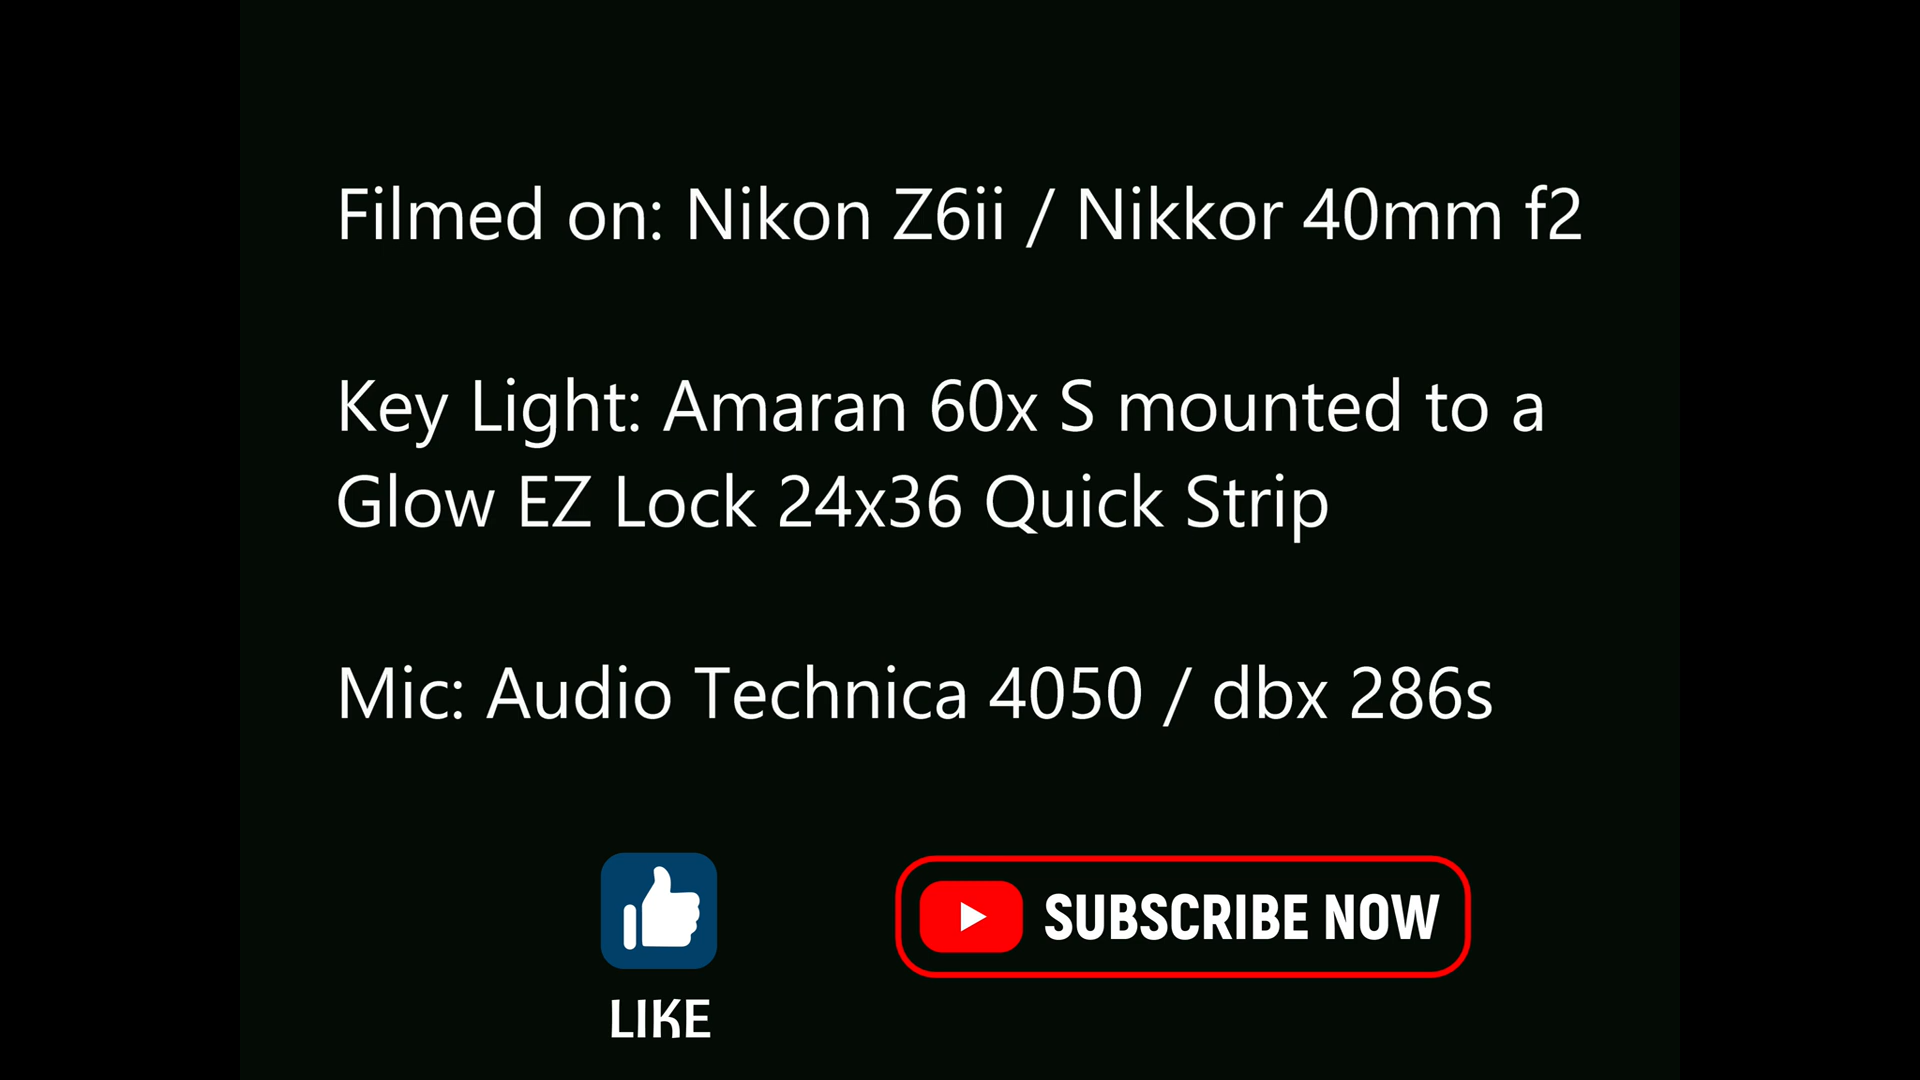 Filmed on: Nikon Z6ii / Nikkor 40mm f2
Key Light: Amaran 60x S mounted to a
Glow EZ Lock 24x36 Quick Strip
Mic: Audio Technica 4050 / dbx 286s
SUBSCRIBE NOW
LIKE